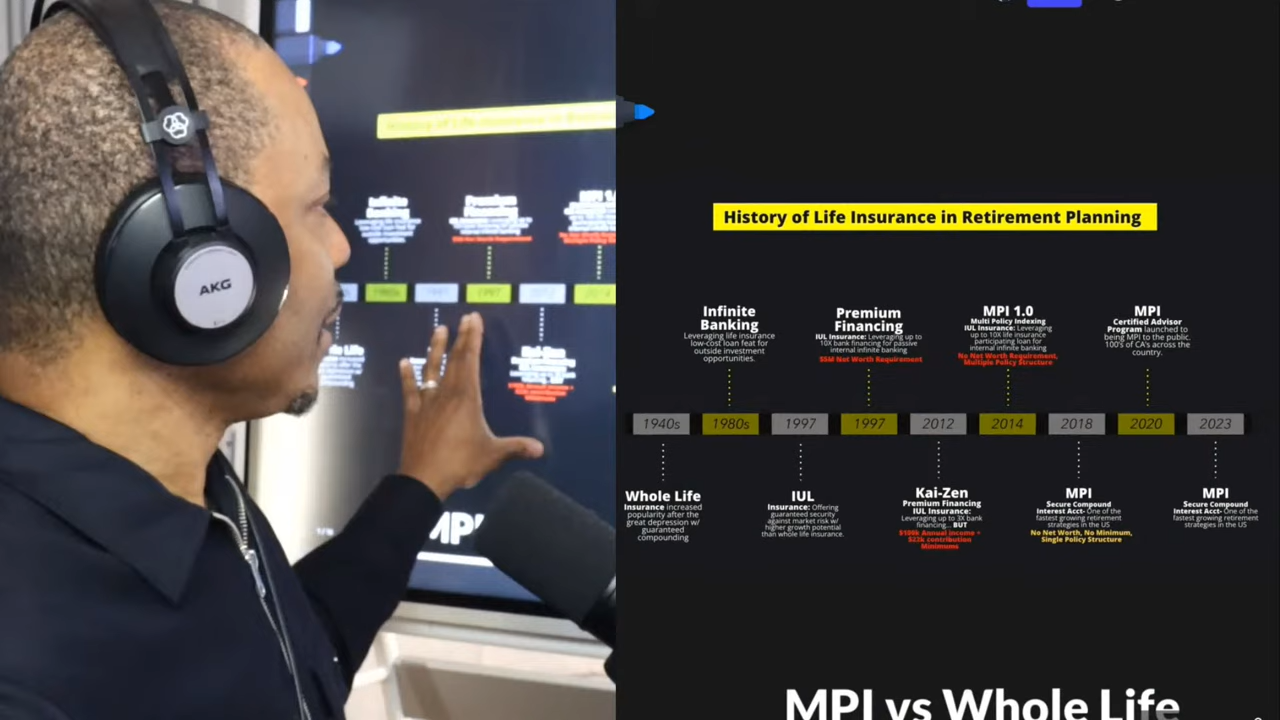 AKG
Infinite
Banking
Premium
Financing
1980s
1997
1997
2012
2014
History of Life Insurance in Retirement Planning
Infinite
Banking
Leveraging life insurance
low-cost loan feat for
outside investment
opportunities.
Premium
Financing
IUL Insurance: Leveraging up to
10X bank financing for passive
internal infinite banking
$5M Net Worth Requirement
MPI 1.0
Multi Policy Indexing
IUL Insurance: Leveraging
up to 10X life insurance
participating loan for
internal infinite banking
No Net Worth Requirement,
Multiple Policy Structure
MPI
Certified Advisor
Program launched to
being MPI to the public.
100's of CA's across the
country.
1940s
1980s
1997
1997
2012
2014
2018
2020
2023
Whole Life
Insurance increased
popularity after the
great depression w/
guaranteed
compounding
IUL
Insurance: Offering
guaranteed security
against market risk w/
higher growth potential
than whole life insurance.
Kai-Zen
Premium Financing
IUL Insurance:
Leveraging up to 3X bank
financing... BUT
$100k Annual Income +
Minimums
MPI
Secure Compound
Interest Acct- One of the
fastest growing retirement
strategies in the US
No Net Worth, No Minimum,
Single Policy Structure
MPI
Secure Compound
Interest Acct- One of the
fastest growing retirement
strategies in the US
MPI vs Whole Life